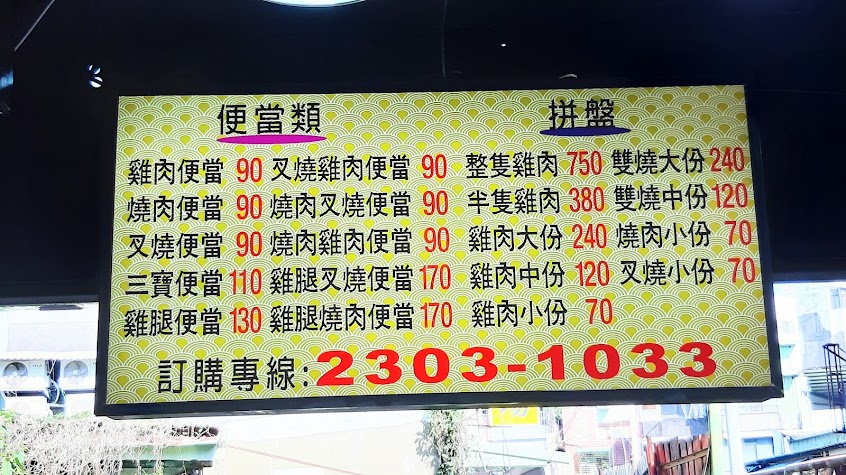 便當類 拼盤
雞肉便當 90 叉燒雞肉便當 90 整隻雞肉 750 雙燒大份 240
燒肉便當 90 燒肉叉燒便當 90 半隻雞肉 380 雙燒中份 120
叉燒便當 90 燒肉雞肉便當 90 雞肉大份 240 燒肉小份 70
三寶便當 110 雞腿叉燒便當 170 雞肉中份 120 叉燒小份 70
雞腿便當 130 雞腿燒肉便當 170 雞肉小份 70
訂購專線:2303-1033